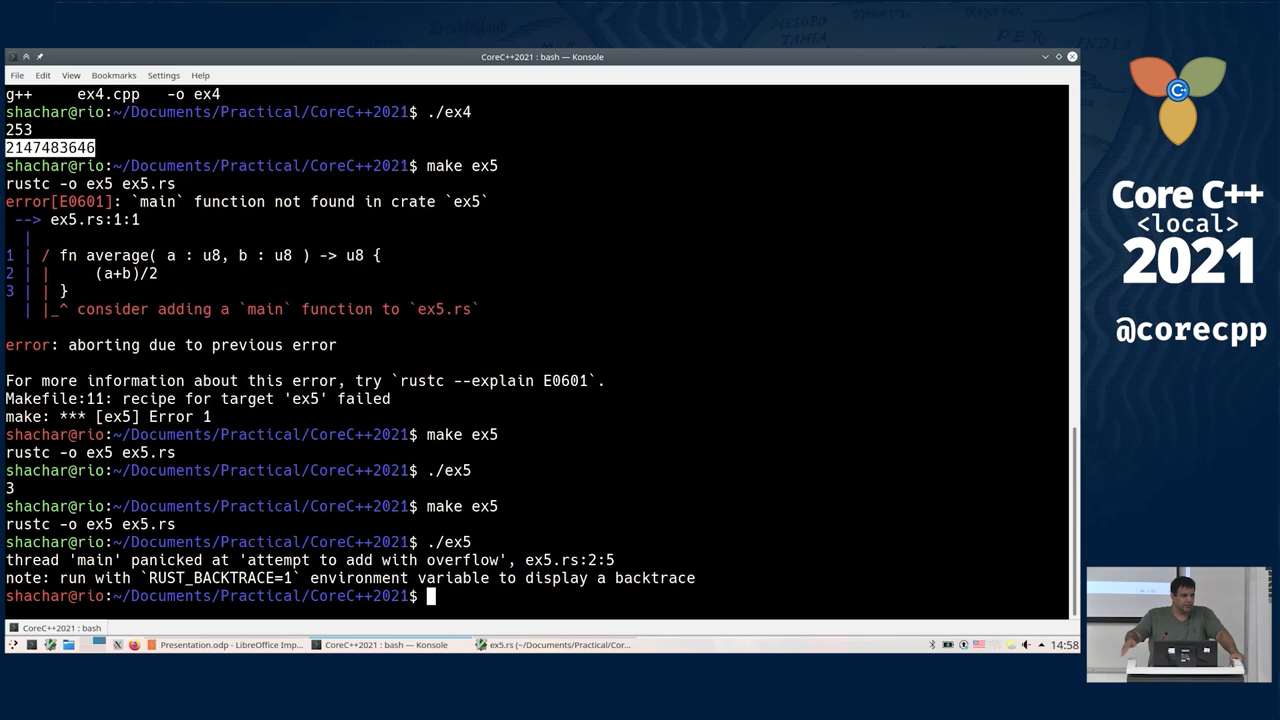 MESOPO
TAMIA
PER
INDIA
CoreC++2021 : bash — Konsole
File Edit View Bookmarks Settings Help
g++     ex4.cpp   -o ex4
shachar@rio:~/Documents/Practical/CoreC++2021$ ./ex4
253
2147483646
shachar@rio:~/Documents/Practical/CoreC++2021$ make ex5
rustc -o ex5 ex5.rs
error[E0601]: `main` function not found in crate `ex5`
 --> ex5.rs:1:1
  |
1 | / fn average( a : u8, b : u8 ) -> u8 {
2 | |     (a+b)/2
3 | | }
  | |_^ consider adding a `main` function to `ex5.rs`
error: aborting due to previous error
For more information about this error, try `rustc --explain E0601`.
Makefile:11: recipe for target 'ex5' failed
make: *** [ex5] Error 1
shachar@rio:~/Documents/Practical/CoreC++2021$ make ex5
rustc -o ex5 ex5.rs
shachar@rio:~/Documents/Practical/CoreC++2021$ ./ex5
3
shachar@rio:~/Documents/Practical/CoreC++2021$ make ex5
rustc -o ex5 ex5.rs
shachar@rio:~/Documents/Practical/CoreC++2021$ ./ex5
thread 'main' panicked at 'attempt to add with overflow', ex5.rs:2:5
note: run with `RUST_BACKTRACE=1` environment variable to display a backtrace
shachar@rio:~/Documents/Practical/CoreC++2021$
CoreC++2021 : bash
Presentation.odp - LibreOffice Imp...
CoreC++2021 : bash — Konsole
ex5.rs (~/Documents/Practical/Cor...
14:58
C++
Core C++
<local>
2021
@corecpp